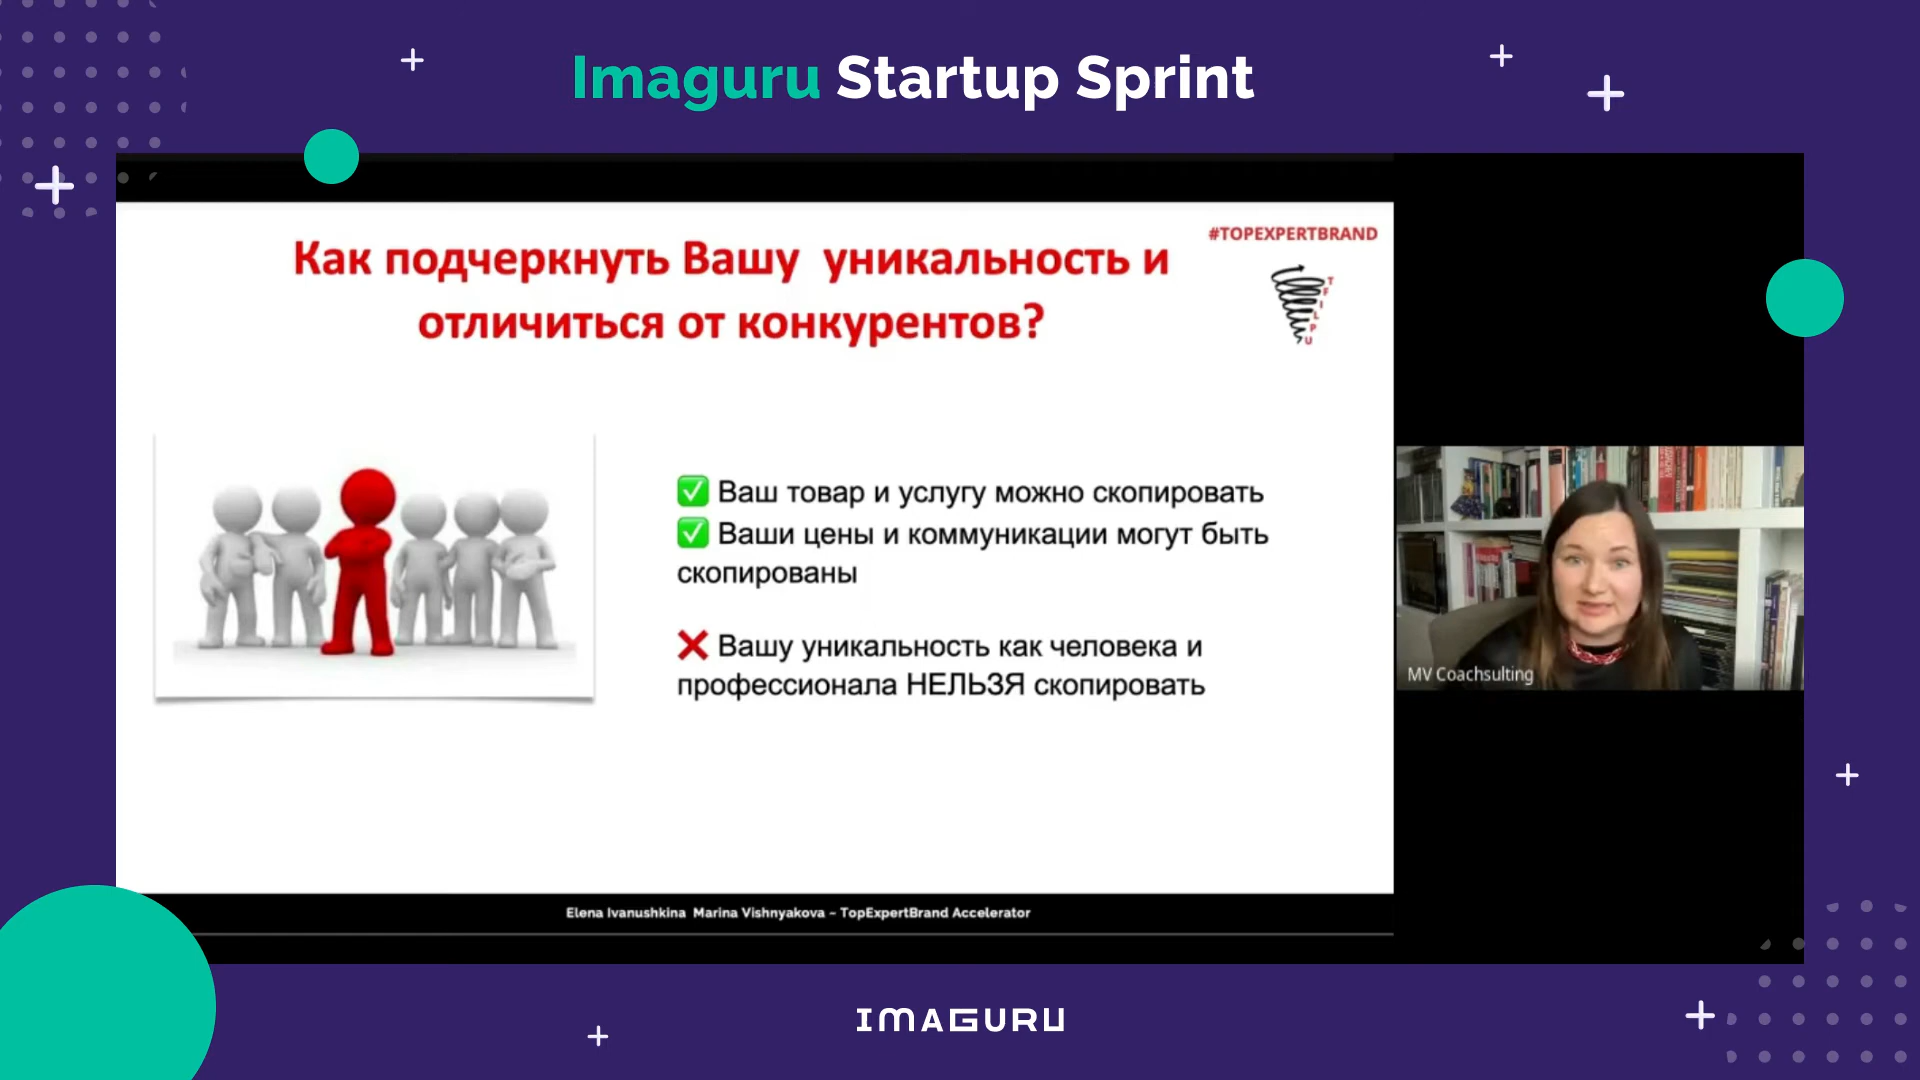 Imaguru Startup Sprint
#TOPEXPERTBRAND
Как подчеркнуть Вашу уникальность и
отличиться от конкурентов?
T
F
I
L
P
U
✅ Ваш товар и услугу можно скопировать
✅ Ваши цены и коммуникации могут быть
скопированы
❌ Вашу уникальность как человека и
профессионала НЕЛЬЗЯ скопировать
MV Coachsulting
Elena Ivanushkina Marina Vishnyakova – TopExpertBrand Accelerator
IMAGURU